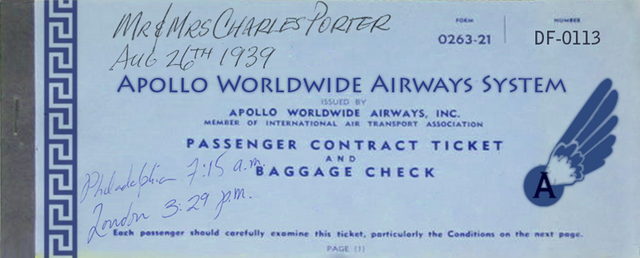 Mr & Mrs Charles Porter
Aug 26th 1939
FORM
0263-21
NUMBER
DF-0113
APOLLO WORLDWIDE AIRWAYS SYSTEM
ISSUED BY
APOLLO WORLDWIDE AIRWAYS, INC.
MEMBER OF INTERNATIONAL AIR TRANSPORT ASSOCIATION
PASSENGER CONTRACT TICKET
AND
BAGGAGE CHECK
Philadelphia 7:15 a.m.
London 3:29 p.m.
A
Each passenger should carefully examine this ticket, particularly the Conditions on the next page.
PAGE (1)